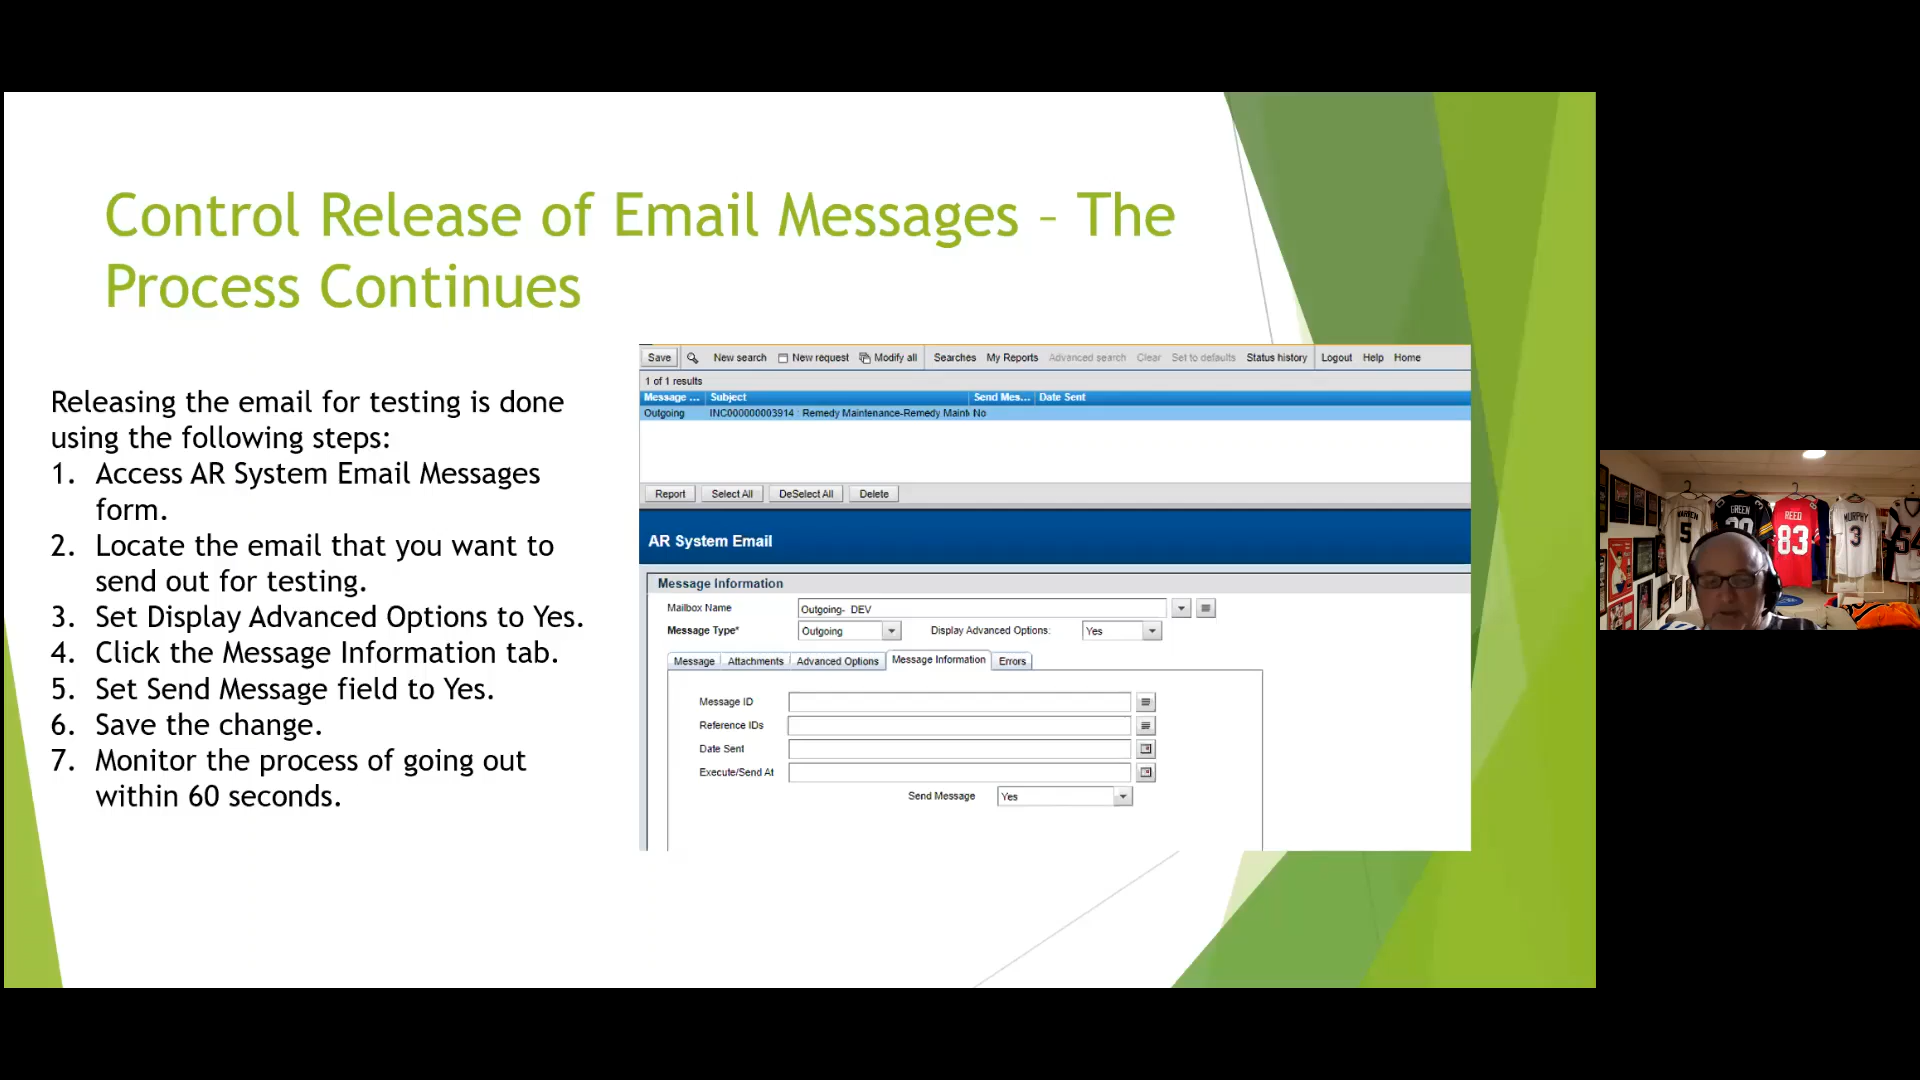 Control Release of Email Messages – The
Process Continues
Releasing the email for testing is done
using the following steps:
1. Access AR System Email Messages
form.
2. Locate the email that you want to
send out for testing.
3. Set Display Advanced Options to Yes.
4. Click the Message Information tab.
5. Set Send Message field to Yes.
6. Save the change.
7. Monitor the process of going out
within 60 seconds.
Save New search New request Modify all Searches My Reports Advanced search Clear Set to defaults Status history Logout Help Home
1 of 1 results
Message ... Subject Send Mes... Date Sent
Outgoing INC000000003914 : Remedy Maintenance-Remedy Maint No
Report Select All DeSelect All Delete
AR System Email
Message Information
Mailbox Name Outgoing- DEV
Message Type* Outgoing Display Advanced Options: Yes
Message Attachments Advanced Options Message Information Errors
Message ID
Reference IDs
Date Sent
Execute/Send At
Send Message Yes
WARREN
5
GREEN
REED
83
MURPHY
3
54